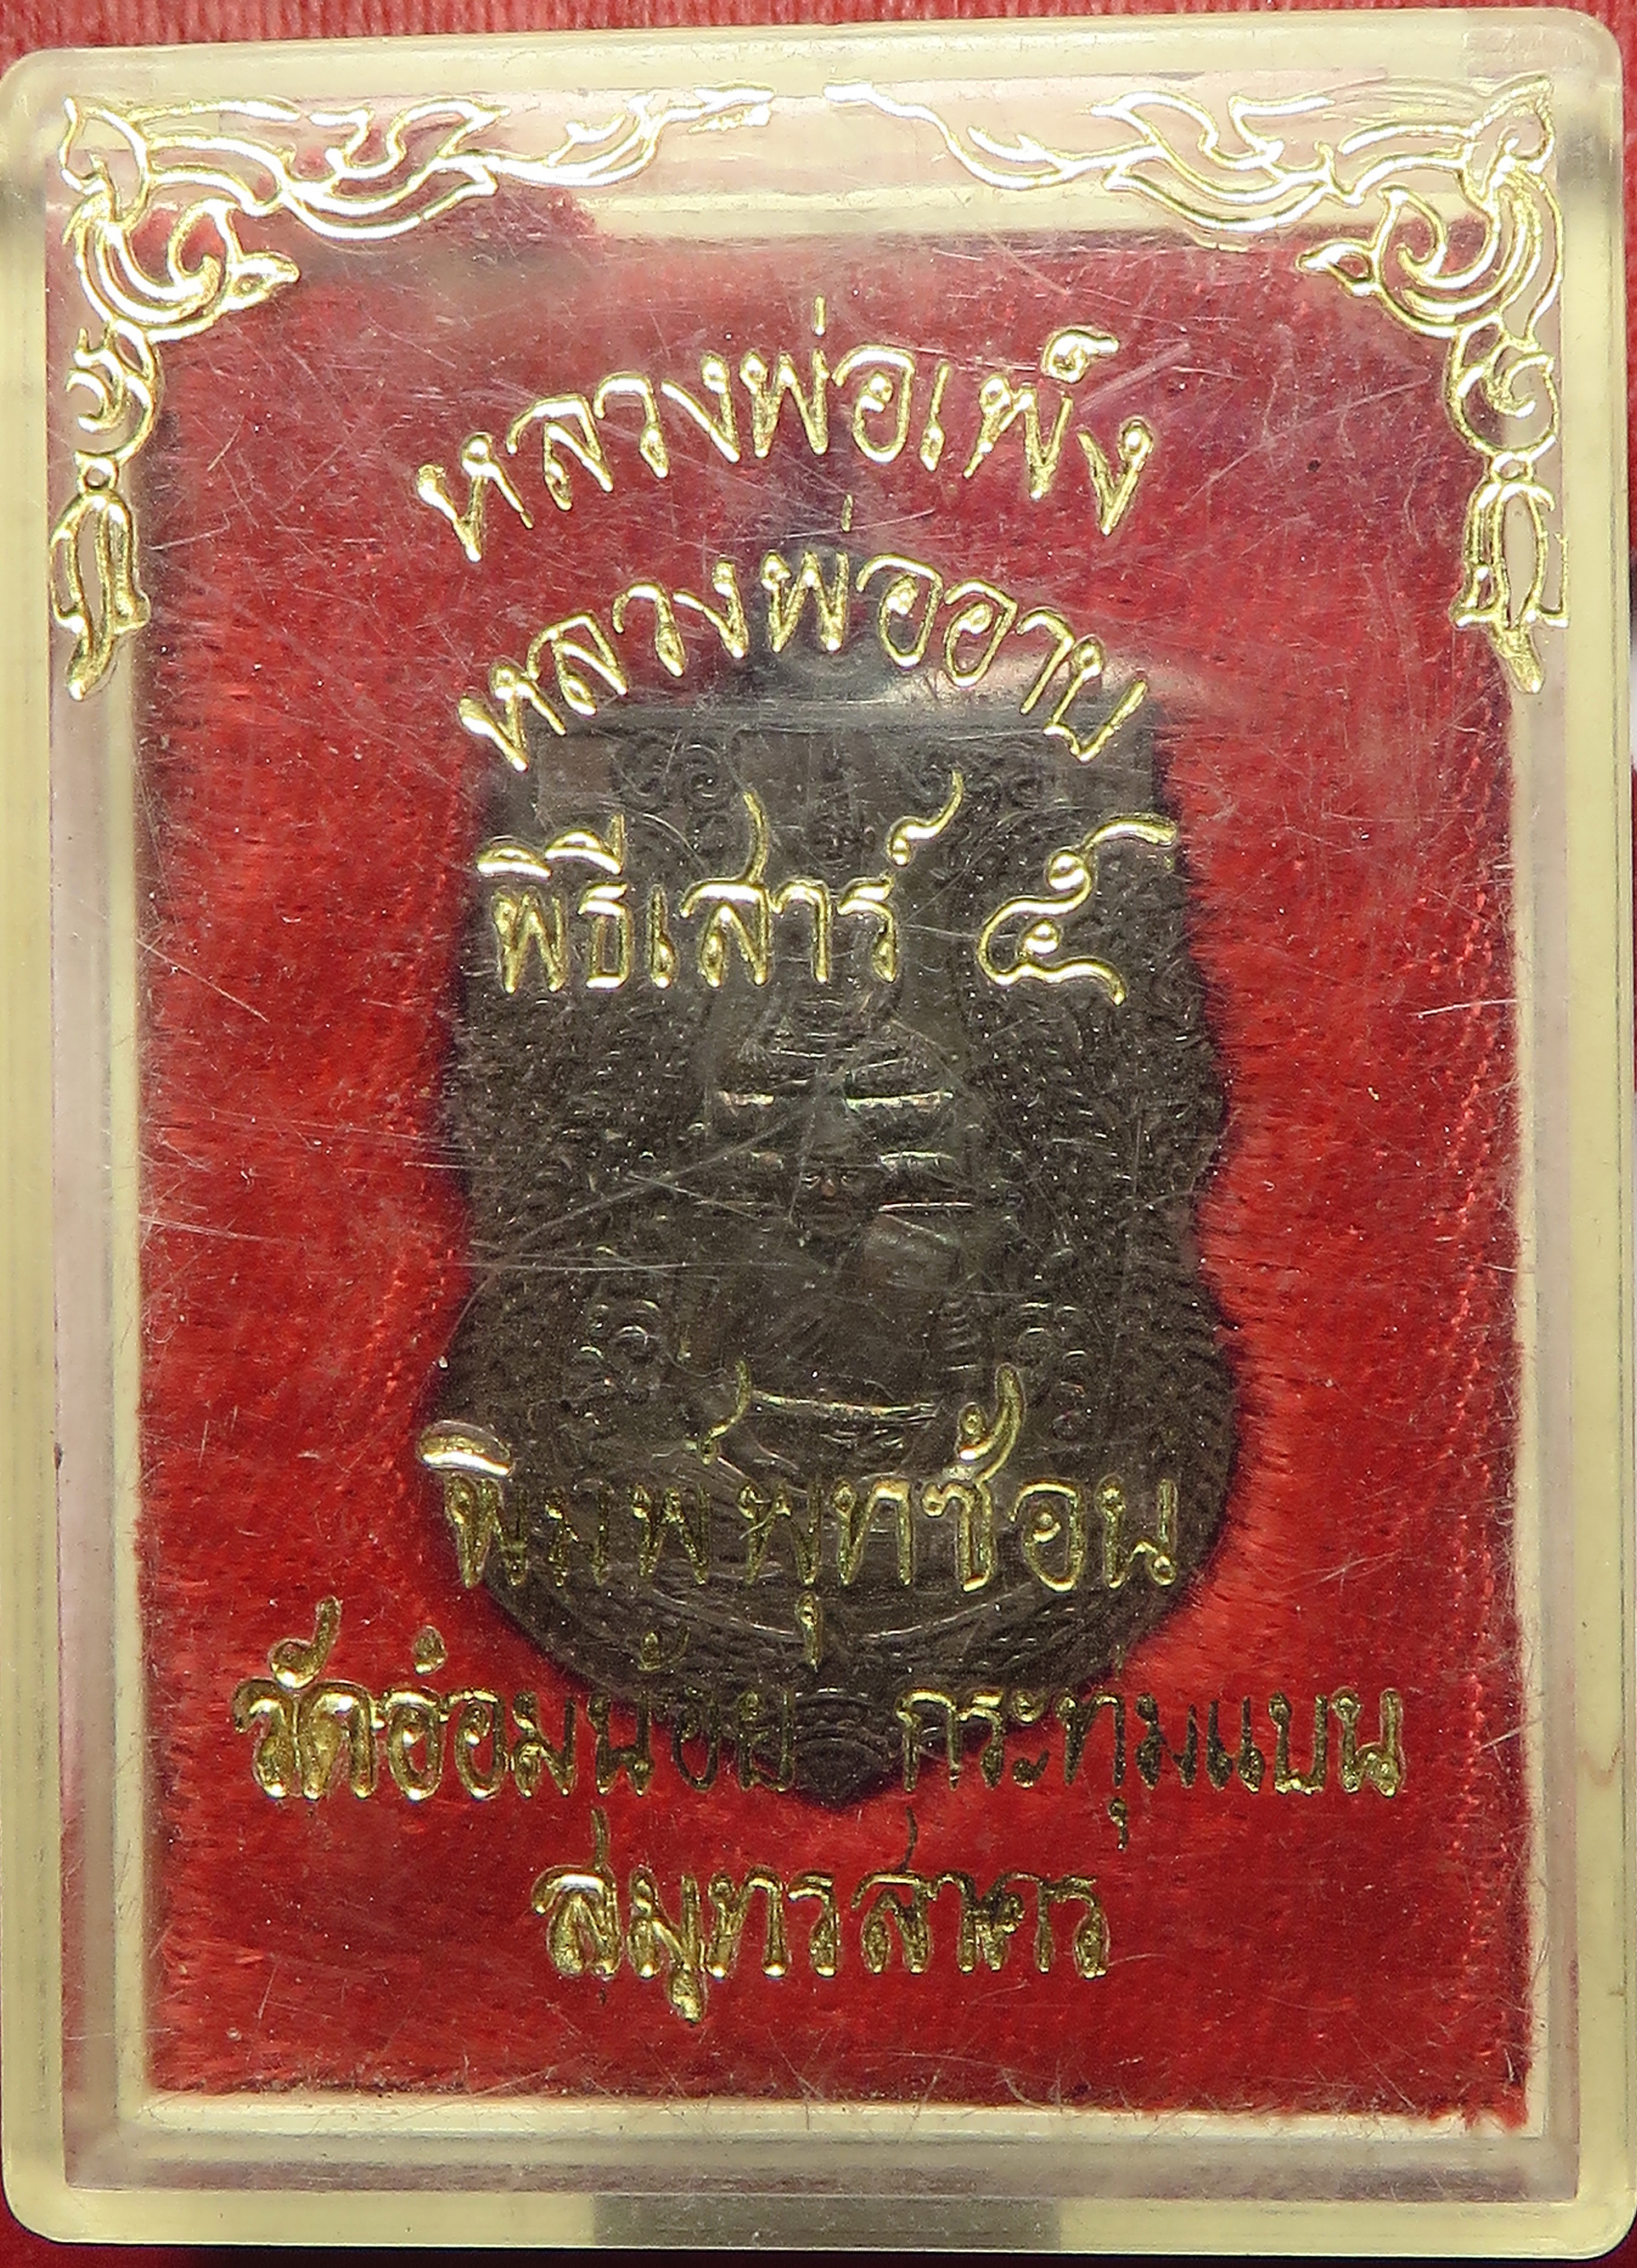 หลวงพ่อเพ้ง
หลวงพ่ออาบ
พิธีเสาร์ ๕
พิมพ์พุทซ้อน
วัดอ่อมน้อย กระทุ่มแบน
สมุทรสาคร